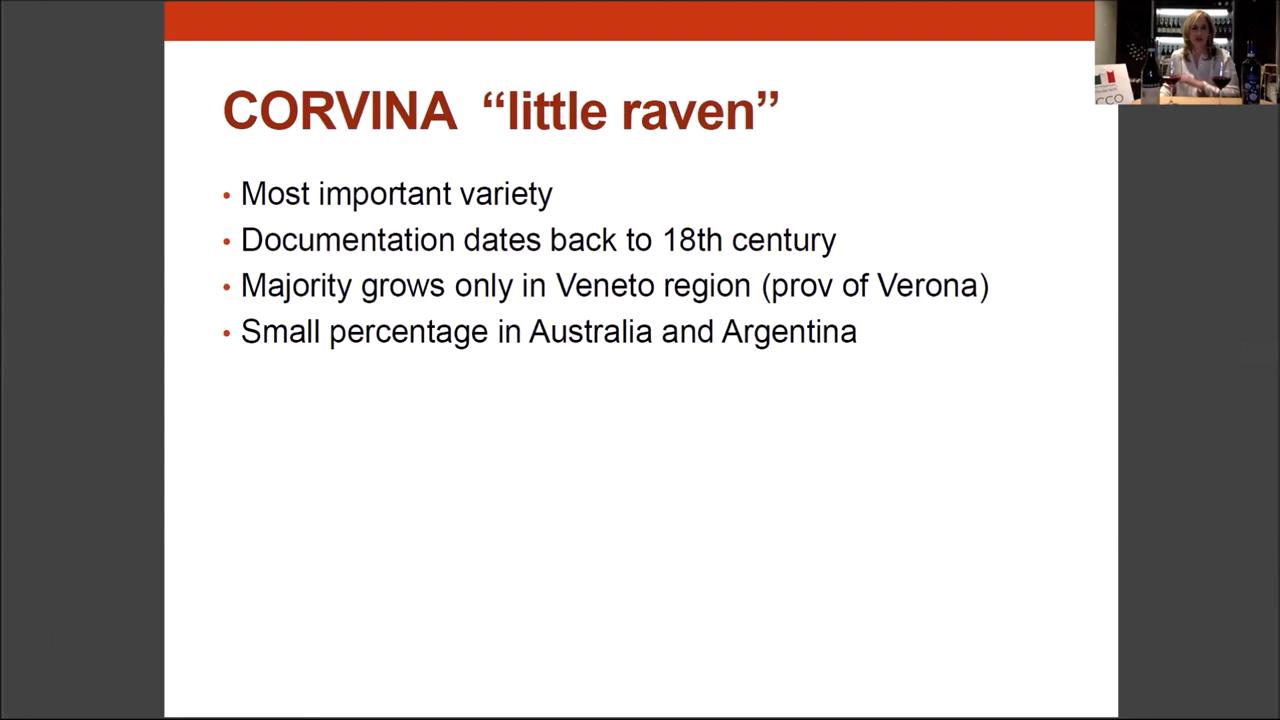 CORVINA “little raven”
• Most important variety
• Documentation dates back to 18th century
• Majority grows only in Veneto region (prov of Verona)
• Small percentage in Australia and Argentina
CCO